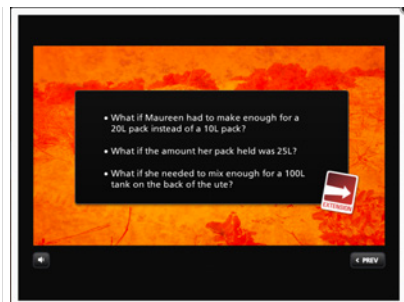 • What if Maureen had to make enough for a
20L pack instead of a 10L pack?
• What if the amount her pack held was 25L?
• What if she needed to mix enough for a 100L
tank on the back of the ute?
EXTENSION
< PREV